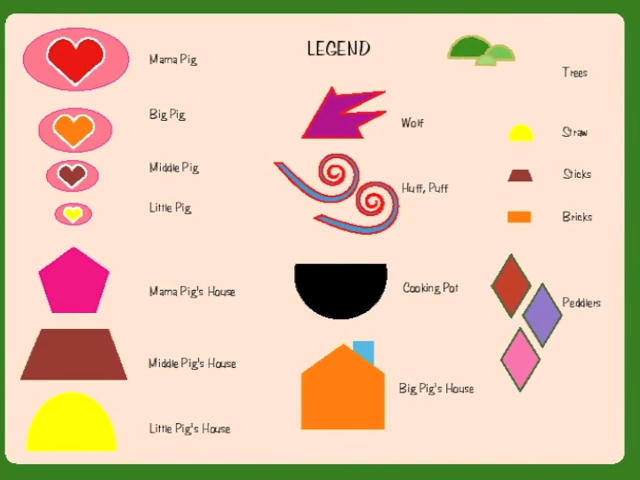 LEGEND
Mama Pig
Big Pig
Middle Pig
Little Pig
Mama Pig's House
Middle Pig's House
Little Pig's House
Wolf
Huff, Puff
Cooking Pot
Big Pig's House
Trees
Straw
Sticks
Bricks
Peddlers